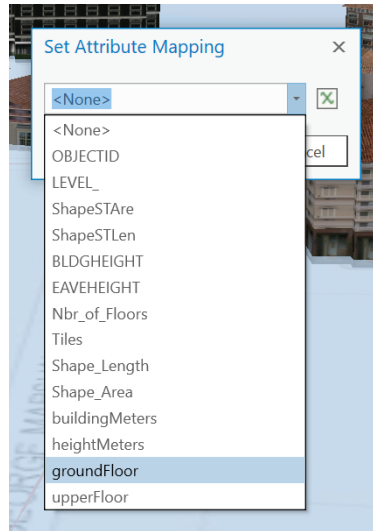 Set Attribute Mapping
<None>
<None>
OBJECTID
cel
LEVEL_
ShapeSTAre
ShapeSTLen
BLDGHEIGHT
EAVEHEIGHT
Nbr_of_Floors
Tiles
Shape_Length
Shape_Area
buildingMeters
heightMeters
groundFloor
upperFloor